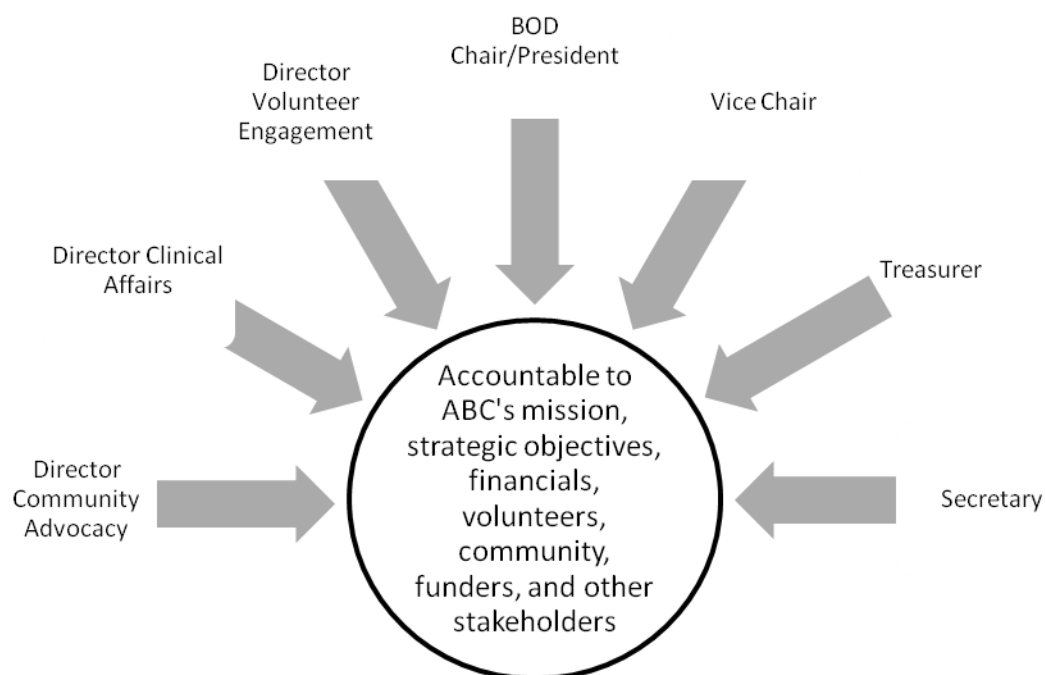 BOD
Chair/President
Director
Volunteer
Engagement
Vice Chair
Director Clinical
Affairs
Treasurer
Director
Community
Advocacy
Accountable to
ABC's mission,
strategic objectives,
financials,
volunteers,
community,
funders, and other
stakeholders
Secretary